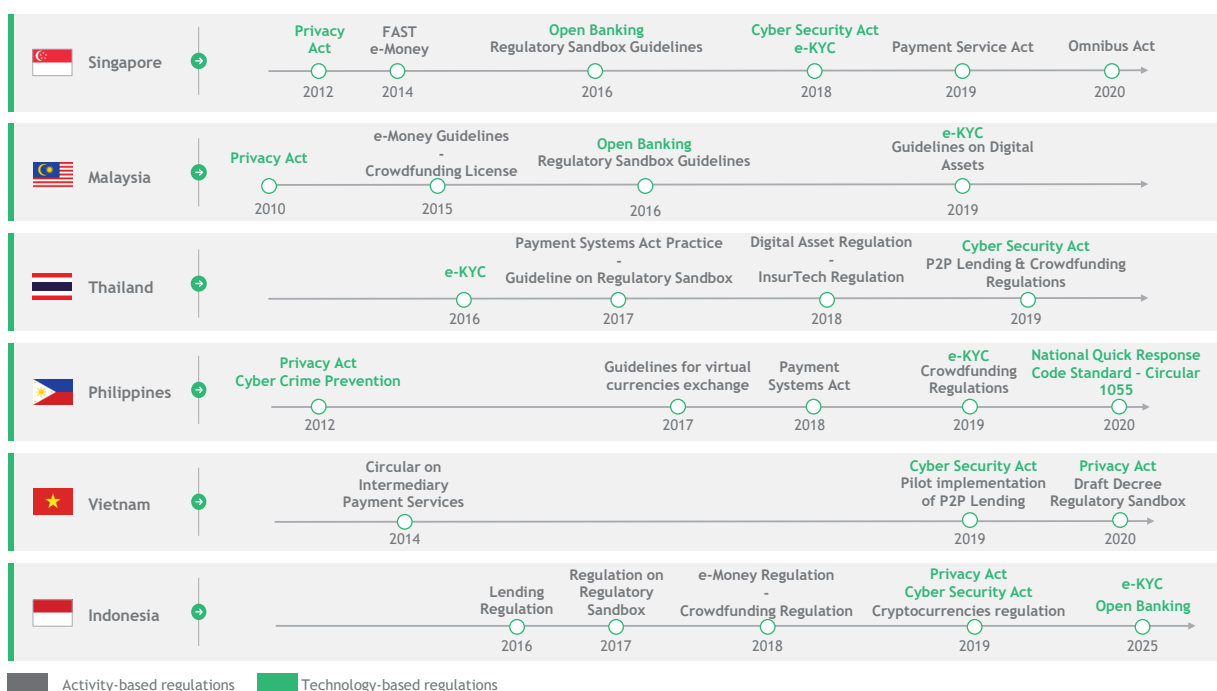 Singapore
Privacy
Act
2012
FAST
e-Money
2014
Open Banking
Regulatory Sandbox Guidelines
2016
Cyber Security Act
e-KYC
2018
Payment Service Act
2019
Omnibus Act
2020
Malaysia
Privacy Act
2010
e-Money Guidelines
-
Crowdfunding License
2015
Open Banking
Regulatory Sandbox Guidelines
2016
e-KYC
Guidelines on Digital
Assets
2019
Thailand
e-KYC
2016
Payment Systems Act Practice
-
Guideline on Regulatory Sandbox
2017
Digital Asset Regulation
-
InsurTech Regulation
2018
Cyber Security Act
P2P Lending & Crowdfunding
Regulations
2019
Philippines
Privacy Act
Cyber Crime Prevention
2012
Guidelines for virtual
currencies exchange
2017
Payment
Systems Act
2018
e-KYC
Crowdfunding
Regulations
2019
National Quick Response
Code Standard - Circular
1055
2020
Vietnam
Circular on
Intermediary
Payment Services
2014
Cyber Security Act
Pilot implementation
of P2P Lending
2019
Privacy Act
Draft Decree
Regulatory Sandbox
2020
Indonesia
Lending
Regulation
2016
Regulation on
Regulatory
Sandbox
2017
e-Money Regulation
-
Crowdfunding Regulation
2018
Privacy Act
Cyber Security Act
Cryptocurrencies regulation
2019
e-KYC
Open Banking
2025
Activity-based regulations
Technology-based regulations